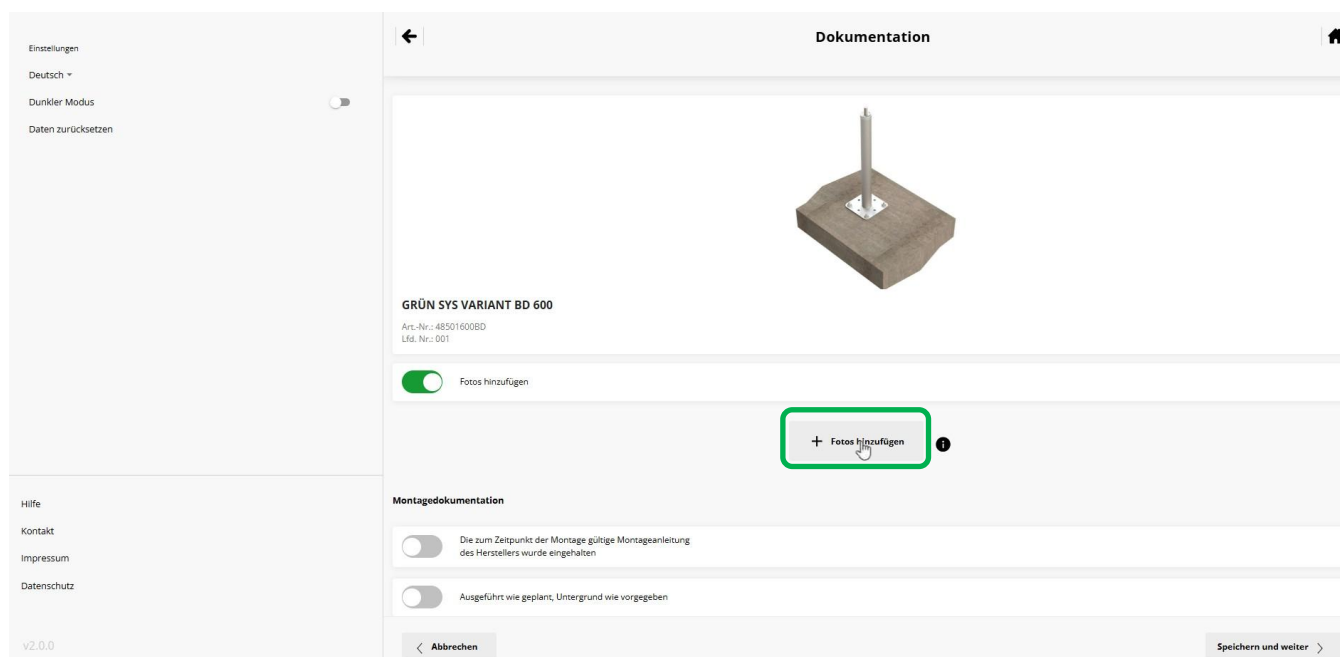 Einstellungen
Deutsch
Dunkler Modus
Daten zurücksetzen
Hilfe
Kontakt
Impressum
Datenschutz
v2.0.0
Dokumentation
GRÜN SYS VARIANT BD 600
Art.-Nr.: 48501600BD
Lfd. Nr.: 001
Fotos hinzufügen
+ Fotos hinzufügen
Montagedokumentation
Die zum Zeitpunkt der Montage gültige Montageanleitung
des Herstellers wurde eingehalten
Ausgeführt wie geplant, Untergrund wie vorgegeben
Abbrechen
Speichern und weiter